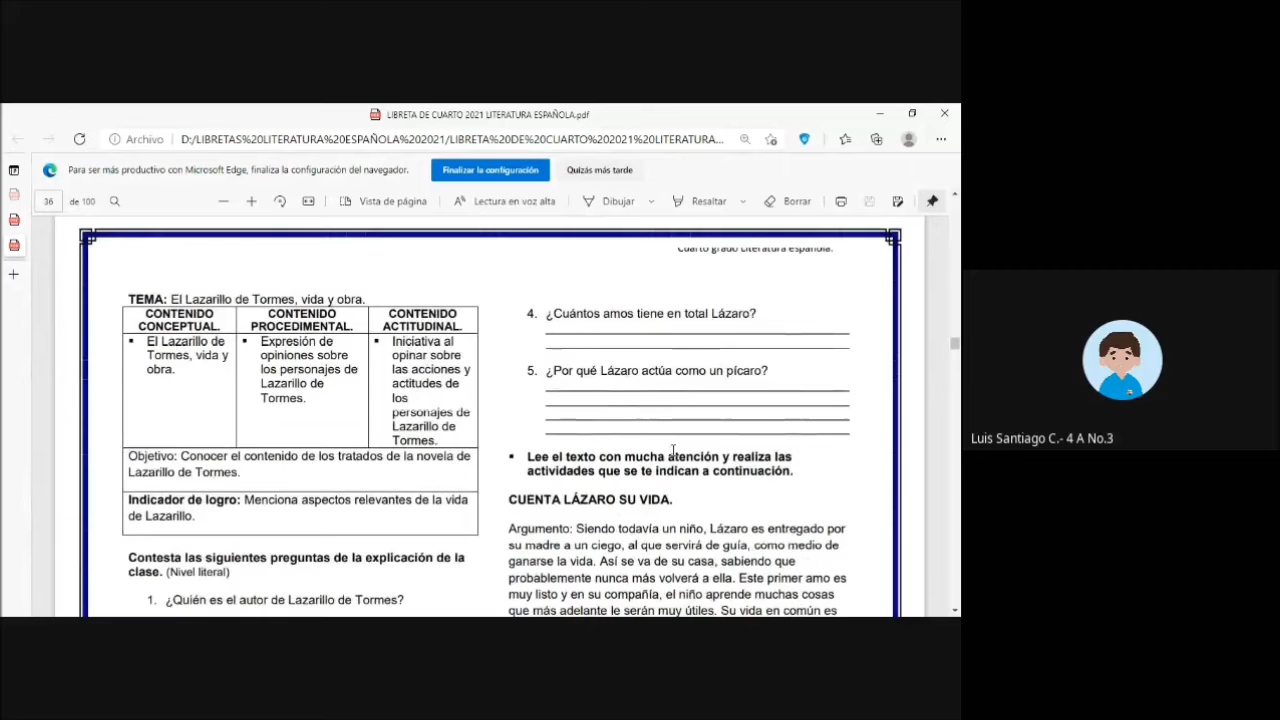 LIBRETA DE CUARTO 2021 LITERATURA ESPAÑOLA.pdf
Archivo D:/LIBRETAS%20LITERATURA%20ESPAÑOLA%202021/LIBRETA%20DE%20CUARTO%202021%20LITERATURA...
Para ser más productivo con Microsoft Edge, finaliza la configuración del navegador.
Finalizar la configuración
Quizás más tarde
36 de 100
Vista de página
Lectura en voz alta
Dibujar
Resaltar
Borrar
Cuarto grado Literatura española.
TEMA: El Lazarillo de Tormes, vida y obra.
CONTENIDO CONCEPTUAL.
CONTENIDO PROCEDIMENTAL.
CONTENIDO ACTITUDINAL.
▪ El Lazarillo de
Tormes, vida y
obra.
▪ Expresión de
opiniones sobre
los personajes de
Lazarillo de
Tormes.
▪ Iniciativa al
opinar sobre
las acciones y
actitudes de
los
personajes de
Lazarillo de
Tormes.
Objetivo: Conocer el contenido de los tratados de la novela de
Lazarillo de Tormes.
Indicador de logro: Menciona aspectos relevantes de la vida
de Lazarillo.
Contesta las siguientes preguntas de la explicación de la
clase. (Nivel literal)
1. ¿Quién es el autor de Lazarillo de Tormes?
4. ¿Cuántos amos tiene en total Lázaro?
5. ¿Por qué Lázaro actúa como un pícaro?
▪ Lee el texto con mucha atención y realiza las
actividades que se te indican a continuación.
CUENTA LÁZARO SU VIDA.
Argumento: Siendo todavía un niño, Lázaro es entregado por
su madre a un ciego, al que servirá de guía, como medio de
ganarse la vida. Así se va de su casa, sabiendo que
probablemente nunca más volverá a ella. Este primer amo es
muy listo y en su compañía, el niño aprende muchas cosas
que más adelante le serán muy útiles. Su vida en común es
Luis Santiago C.- 4 A No.3